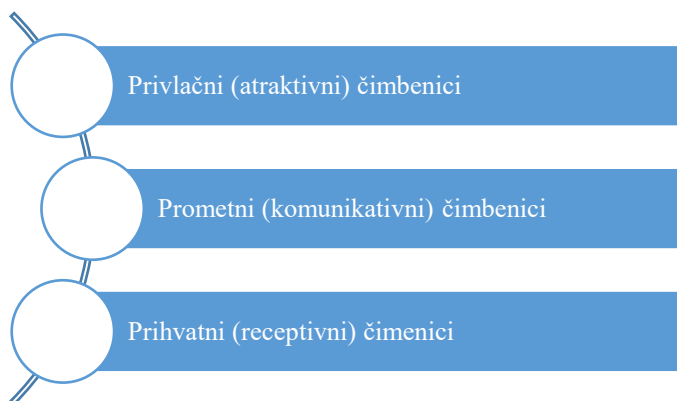 Privlačni (atraktivni) čimbenici
Prometni (komunikativni) čimbenici
Prihvatni (receptivni) čimenici